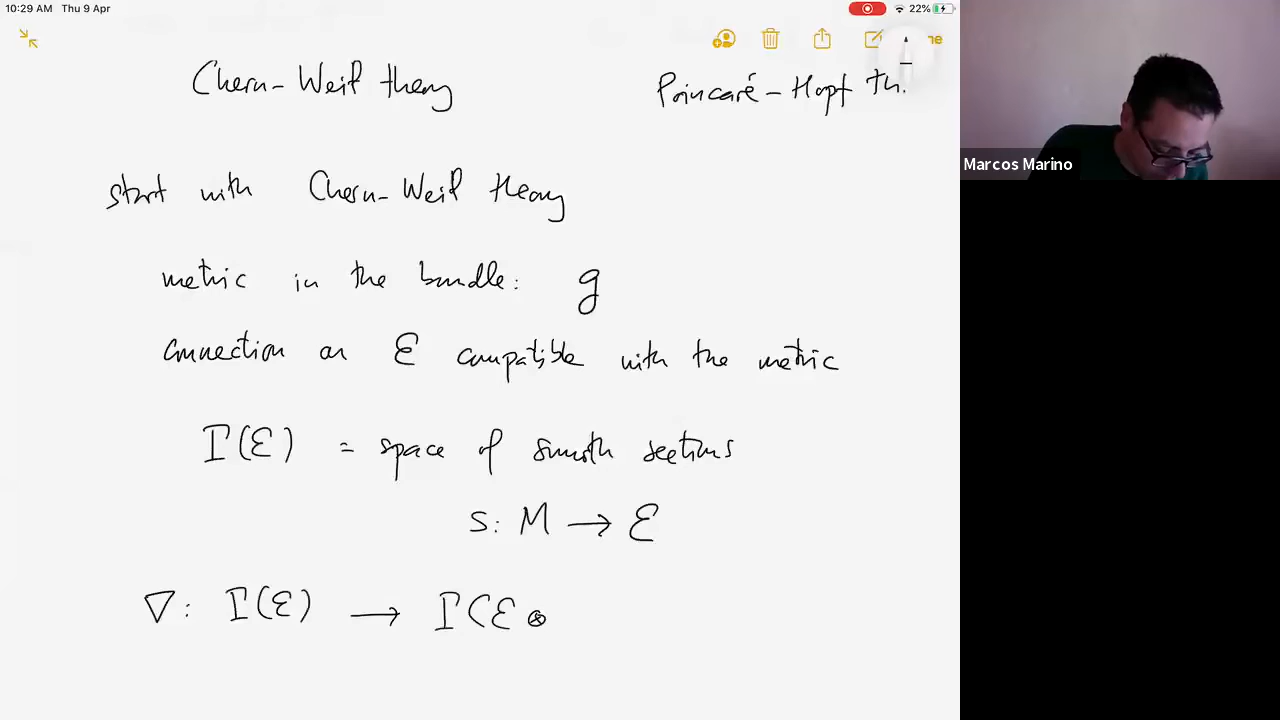 10:29 AM Thu 9 Apr
22%
ne
Chern-Weil theory
Poincaré - Hopf Th.
start with Chern-Weil theory
metric in the bundle: g
connection on ℰ compatible with the metric
Γ(ℰ) = space of smooth sections
s: M → ℰ
∇: Γ(ℰ) → Γ(ℰ ⊗
Marcos Marino